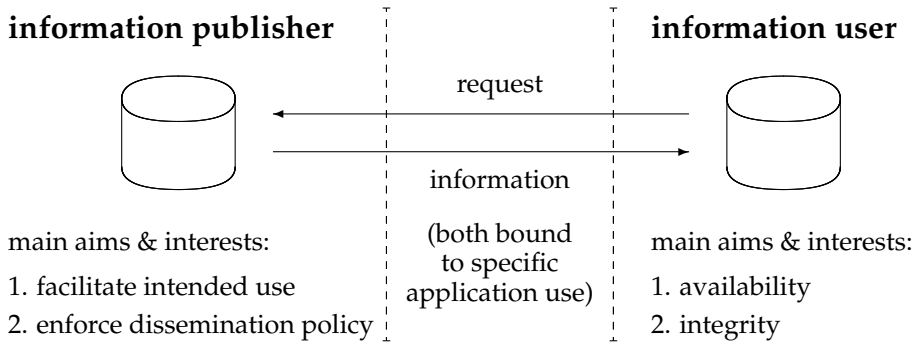 information publisher
information user
request
information
(both bound
to specific
application use)
main aims & interests:
1. facilitate intended use
2. enforce dissemination policy
main aims & interests:
1. availability
2. integrity